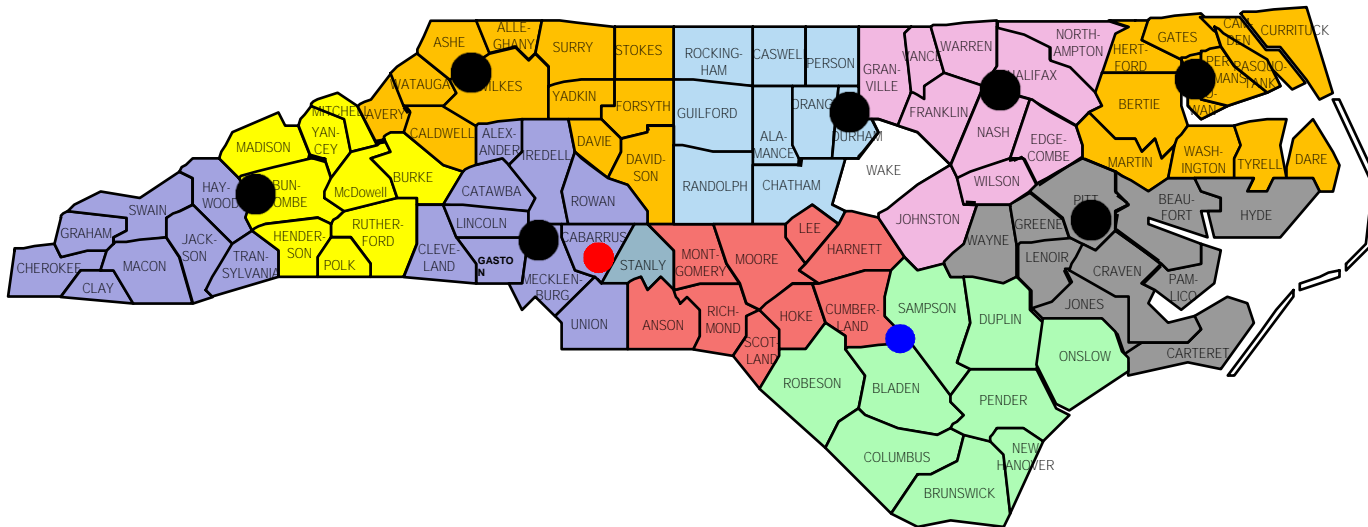 ASHE
ALLE-
GHANY
SURRY
STOKES
ROCKING-
HAM
CASWELL
PERSON
GRAN-
VILLE
VANCE
WARREN
NORTH-
AMPTON
HALIFAX
HERT-
FORD
GATES
CAM-
DEN
CURRITUCK
PER-
MANS
PASQUO-
TANK
WAN
WATAUGA
WILKES
YADKIN
FORSYTH
GUILFORD
ALA-
MANCE
ORANG
DURHAM
FRANKLIN
NASH
EDGE-
COMBE
BERTIE
MARTIN
WASH-
INGTON
TYRELL
DARE
MITCHELL
AVERY
CALDWELL
ALEX-
ANDER
IREDELL
DAVIE
DAVID-
SON
RANDOLPH
CHATHAM
WAKE
WILSON
JOHNSTON
MADISON
YAN-
CEY
McDowell
BURKE
CATAWBA
ROWAN
HAY-
WOOD
BUN-
COMBE
RUTHER-
FORD
LINCOLN
CLEVE-
LAND
GASTO
N
CABARRUS
STANLY
MONT-
GOMERY
MOORE
LEE
HARNETT
WAYNE
GREENE
PITT
BEAU-
FORT
HYDE
SWAIN
GRAHAM
CHEROKEE
CLAY
MACON
JACK-
SON
TRAN-
SYLVANIA
HENDER-
SON
POLK
MECKLEN-
BURG
UNION
ANSON
RICH-
MOND
SCOT-
LAND
HOKE
CUMBER-
LAND
SAMPSON
DUPLIN
LENOIR
CRAVEN
JONES
PAM-
LICO
CARTERET
ONSLOW
ROBESON
BLADEN
PENDER
COLUMBUS
NEW
HANOVER
BRUNSWICK